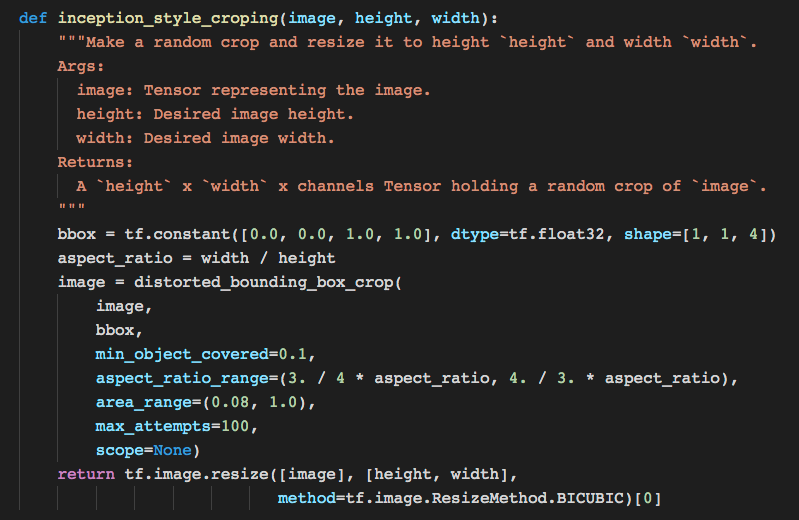 def inception_style_croping(image, height, width):
    """Make a random crop and resize it to height `height` and width `width`.
    Args:
      image: Tensor representing the image.
      height: Desired image height.
      width: Desired image width.
    Returns:
      A `height` x `width` x channels Tensor holding a random crop of `image`.
    """
    bbox = tf.constant([0.0, 0.0, 1.0, 1.0], dtype=tf.float32, shape=[1, 1, 4])
    aspect_ratio = width / height
    image = distorted_bounding_box_crop(
        image,
        bbox,
        min_object_covered=0.1,
        aspect_ratio_range=(3. / 4 * aspect_ratio, 4. / 3. * aspect_ratio),
        area_range=(0.08, 1.0),
        max_attempts=100,
        scope=None)
    return tf.image.resize([image], [height, width],
                           method=tf.image.ResizeMethod.BICUBIC)[0]